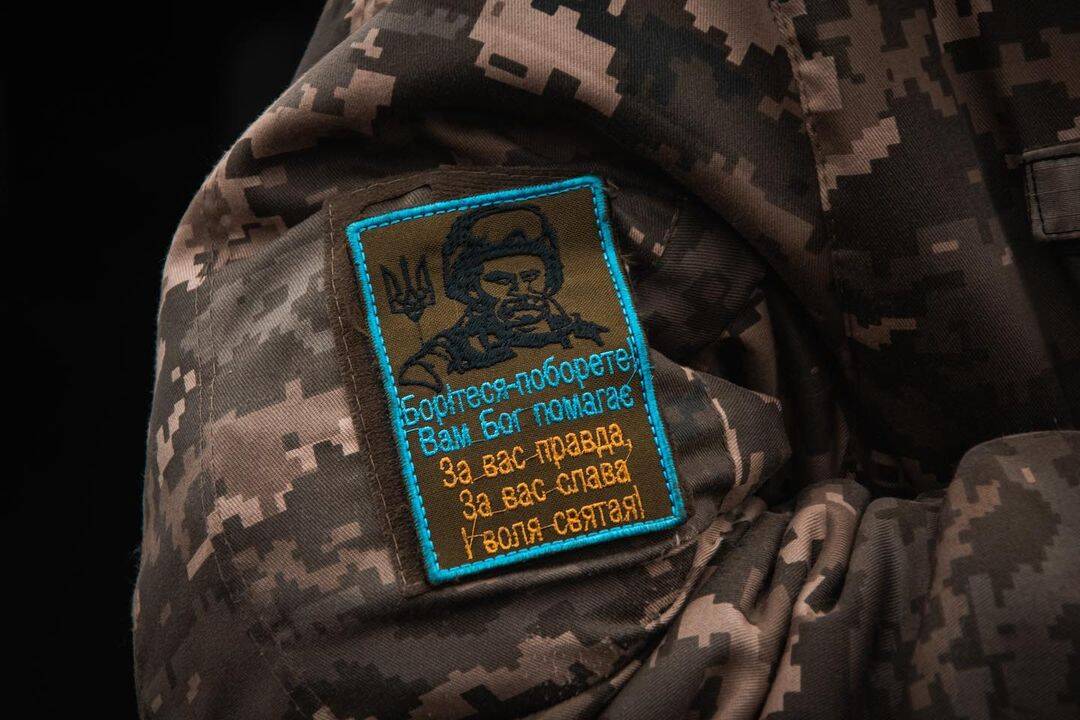 Борітеся-поборете,
Вам Бог помагає
За вас правда,
За вас слава
І воля святая!